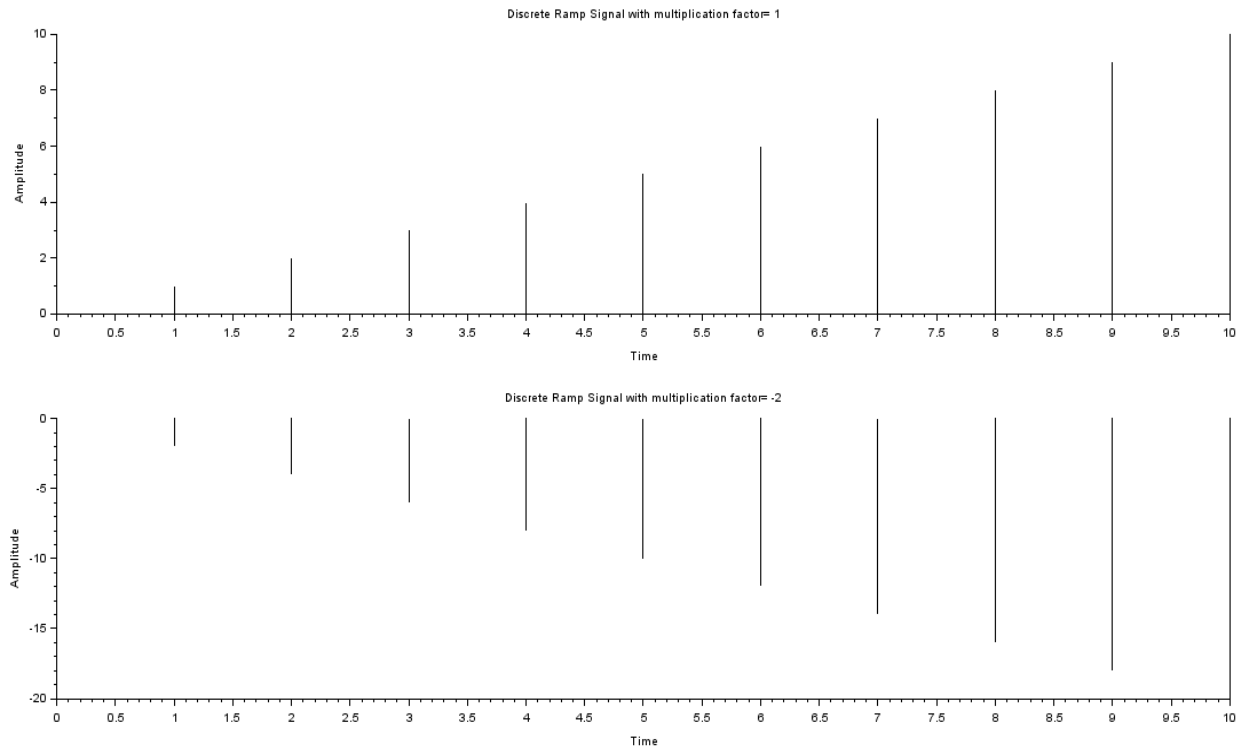 Discrete Ramp Signal with multiplication factor= 1
10
8
6
4
2
0
Amplitude
0 0.5 1 1.5 2 2.5 3 3.5 4 4.5 5 5.5 6 6.5 7 7.5 8 8.5 9 9.5 10
Time
Discrete Ramp Signal with multiplication factor= -2
0
-5
-10
-15
-20
Amplitude
0 0.5 1 1.5 2 2.5 3 3.5 4 4.5 5 5.5 6 6.5 7 7.5 8 8.5 9 9.5 10
Time